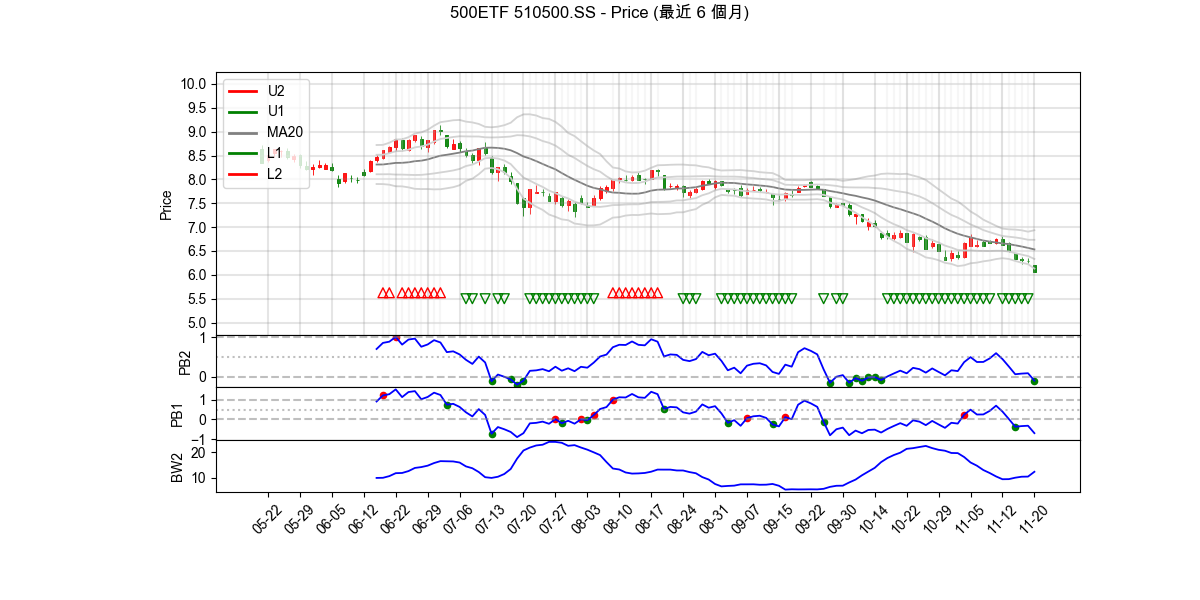 500ETF 510500.SS - Price (最近 6 個月)
10.0
9.5
9.0
8.5
8.0
7.5
7.0
6.5
6.0
5.5
5.0
Price
U2
U1
MA20
L1
L2
1
0
PB2
1
0
−1
PB1
20
10
BW2
05-22 05-29 06-05 06-12 06-22 06-29 07-06 07-13 07-20 07-27 08-03 08-10 08-17 08-24 08-31 09-07 09-15 09-22 09-30 10-14 10-22 10-29 11-05 11-12 11-20